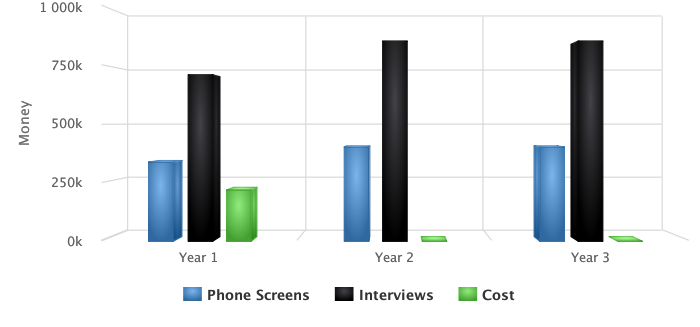 1 000k
750k
500k
250k
0k
Money
Year 1 Year 2 Year 3
Phone Screens Interviews Cost